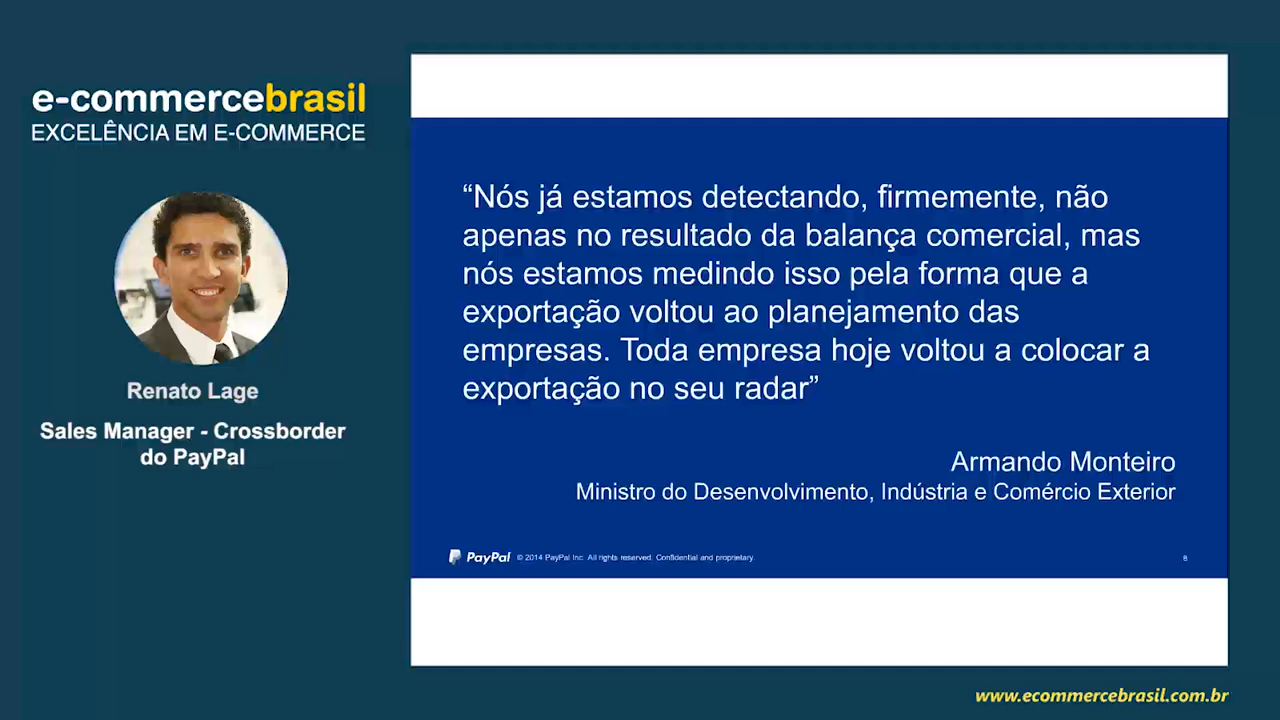 e-commercebrasil
EXCELÊNCIA EM E-COMMERCE
Renato Lage
Sales Manager - Crossborder
do PayPal
“Nós já estamos detectando, firmemente, não
apenas no resultado da balança comercial, mas
nós estamos medindo isso pela forma que a
exportação voltou ao planejamento das
empresas. Toda empresa hoje voltou a colocar a
exportação no seu radar”
Armando Monteiro
Ministro do Desenvolvimento, Indústria e Comércio Exterior
PayPal © 2014 PayPal Inc. All rights reserved. Confidential and proprietary. 8
www.ecommercebrasil.com.br